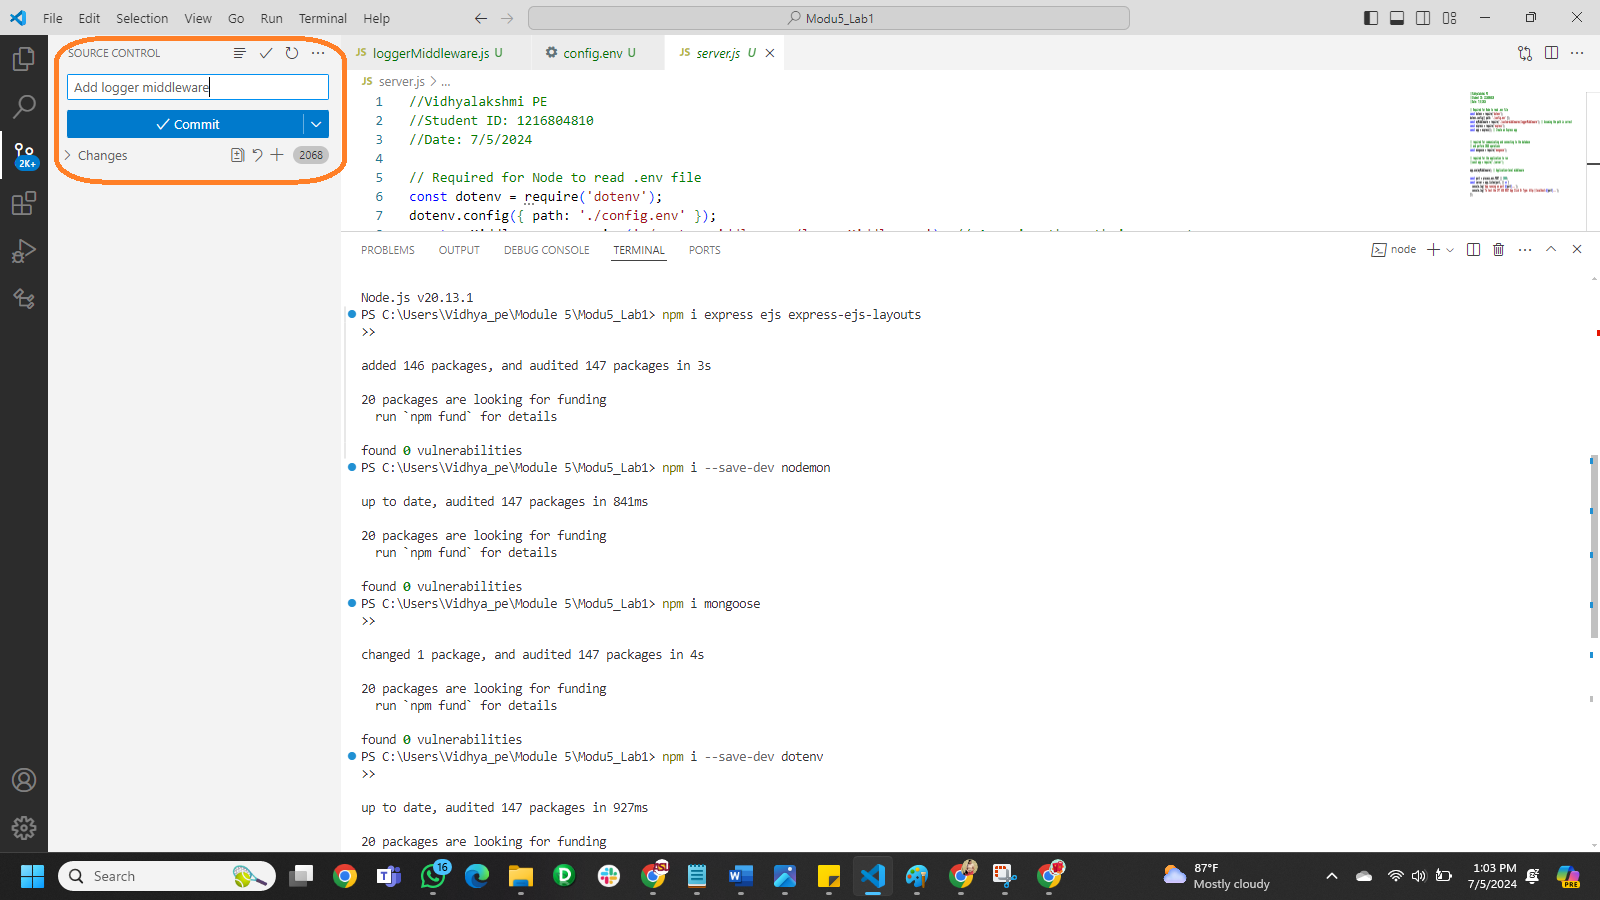 File Edit Selection View Go Run Terminal Help
Modu5_Lab1
SOURCE CONTROL
Add logger middleware
Commit
Changes
2068
2K+
JS loggerMiddleware.js U
config.env U
JS server.js U
JS server.js > ...
1 //Vidhyalakshmi PE
2 //Student ID: 1216804810
3 //Date: 7/5/2024
4
5 // Required for Node to read .env file
6 const dotenv = require('dotenv');
7 dotenv.config({ path: './config.env' });
PROBLEMS OUTPUT DEBUG CONSOLE TERMINAL PORTS
node
Node.js v20.13.1
PS C:\Users\Vidhya_pe\Module 5\Modu5_Lab1> npm i express ejs express-ejs-layouts
>>
added 146 packages, and audited 147 packages in 3s
20 packages are looking for funding
run `npm fund` for details
found 0 vulnerabilities
PS C:\Users\Vidhya_pe\Module 5\Modu5_Lab1> npm i --save-dev nodemon
up to date, audited 147 packages in 841ms
20 packages are looking for funding
run `npm fund` for details
found 0 vulnerabilities
PS C:\Users\Vidhya_pe\Module 5\Modu5_Lab1> npm i mongoose
>>
changed 1 package, and audited 147 packages in 4s
20 packages are looking for funding
run `npm fund` for details
found 0 vulnerabilities
PS C:\Users\Vidhya_pe\Module 5\Modu5_Lab1> npm i --save-dev dotenv
>>
up to date, audited 147 packages in 927ms
20 packages are looking for funding
Search
16
87°F
Mostly cloudy
1:03 PM
7/5/2024
PRE